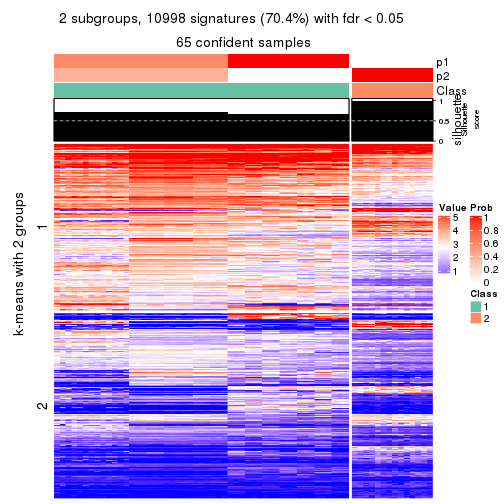 2 subgroups, 10998 signatures (70.4%) with fdr < 0.05
65 confident samples
p1
p2
Class
1
0.5
0
silhouette
Silhouette
score
k-means with 2 groups
1
2
Value
5
4
3
2
1
Prob
1
0.8
0.6
0.4
0.2
0
Class
1
2